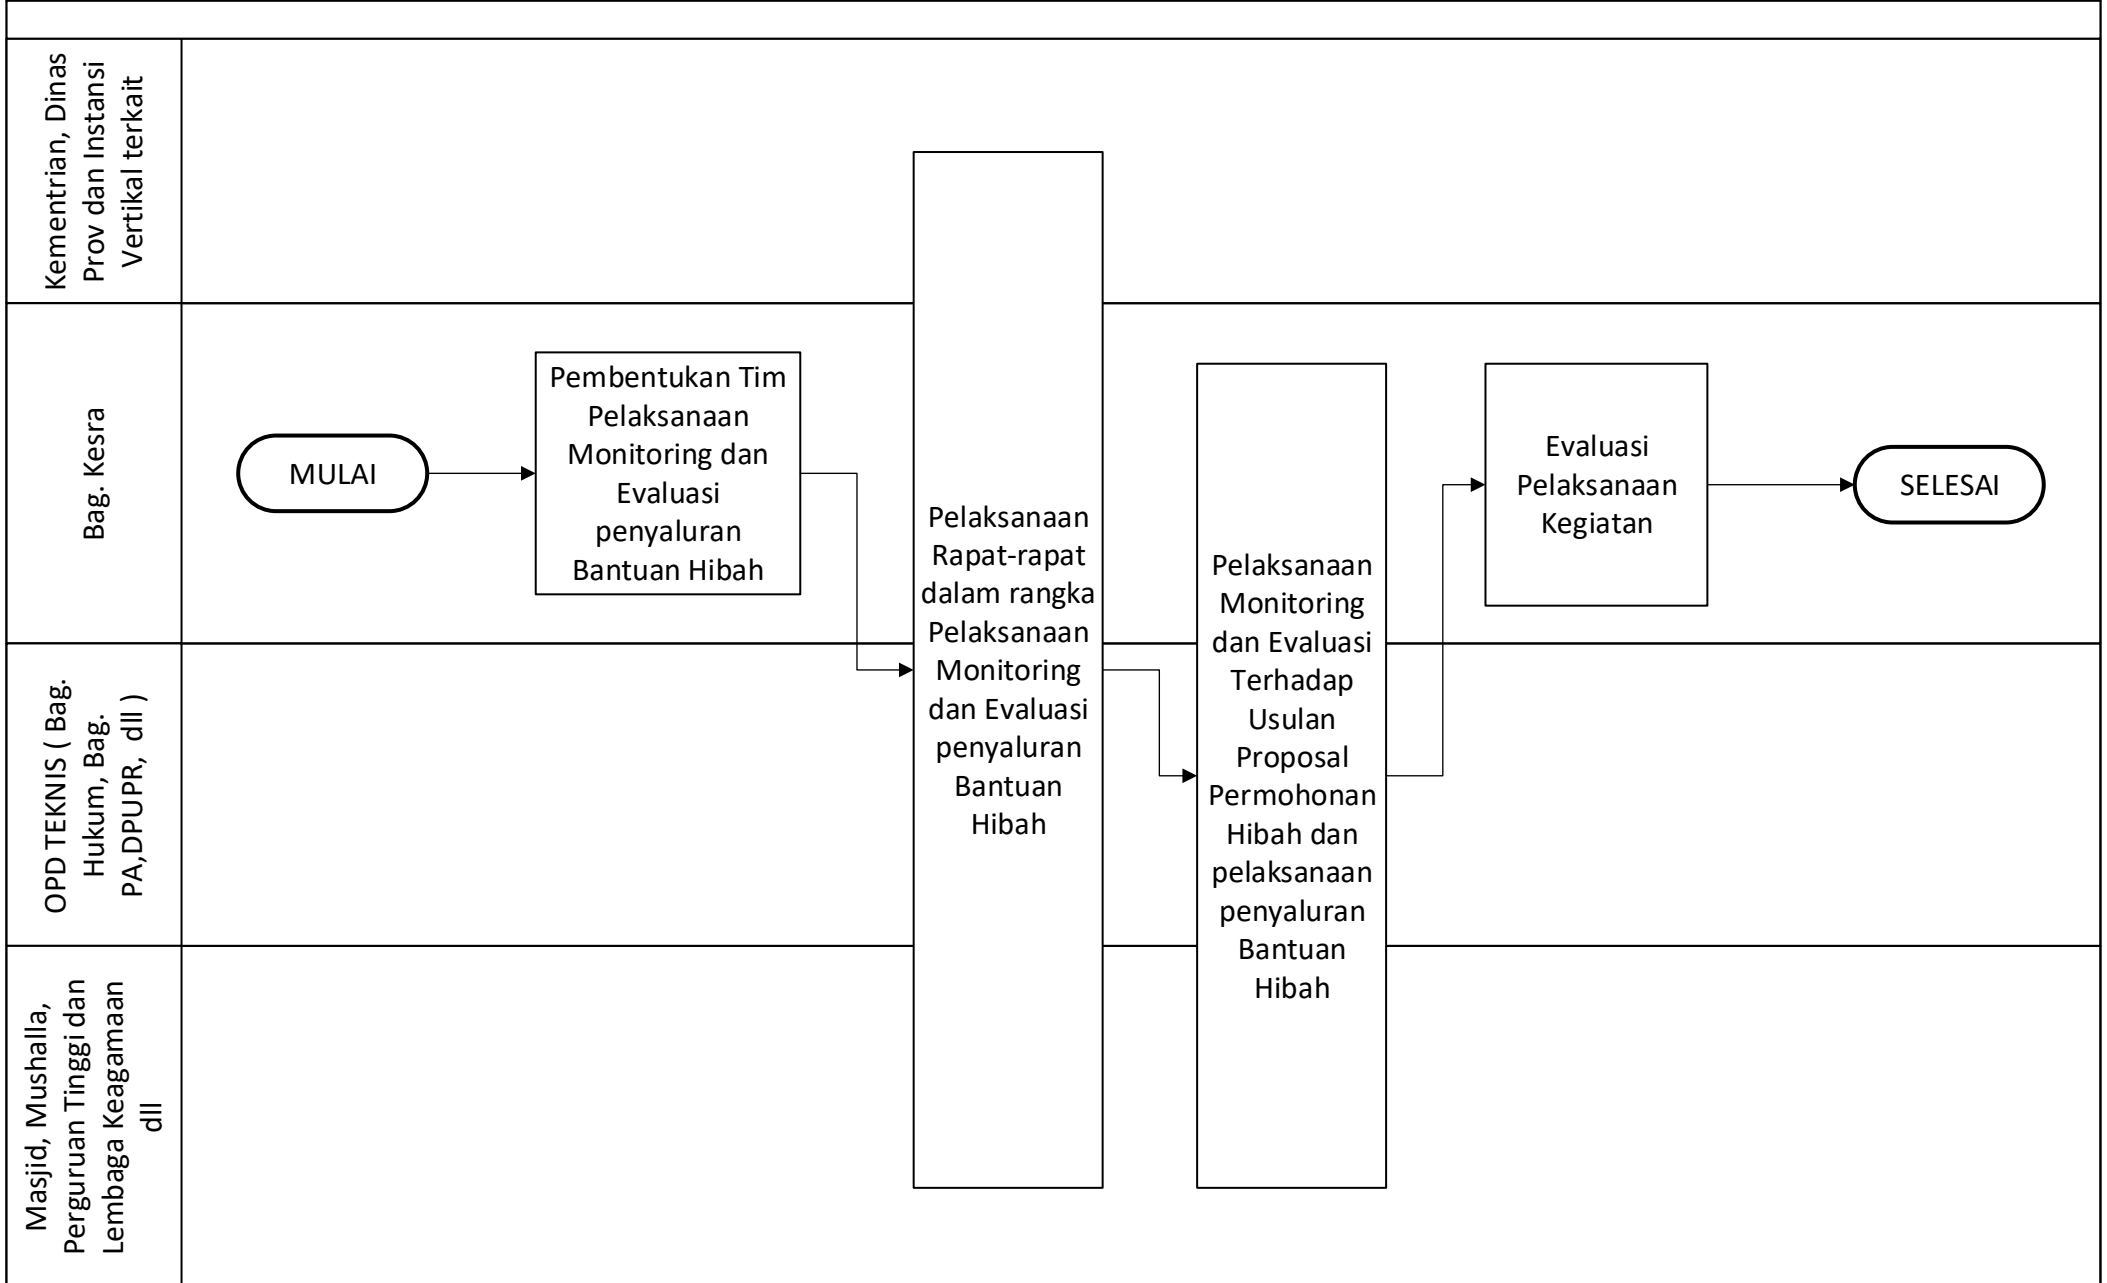 Kementrian, Dinas
Prov dan Instansi
Vertikal terkait
Bag. Kesra
MULAI
Pembentukan Tim
Pelaksanaan
Monitoring dan
Evaluasi
penyaluran
Bantuan Hibah
Pelaksanaan
Rapat-rapat
dalam rangka
Pelaksanaan
Monitoring
dan Evaluasi
penyaluran
Bantuan
Hibah
Pelaksanaan
Monitoring
dan Evaluasi
Terhadap
Usulan
Proposal
Permohonan
Hibah dan
pelaksanaan
penyaluran
Bantuan
Hibah
Evaluasi
Pelaksanaan
Kegiatan
SELESAI
OPD TEKNIS ( Bag.
Hukum, Bag.
PA,DPUPR, dll )
Masjid, Mushalla,
Perguruan Tinggi dan
Lembaga Keagamaan
dll